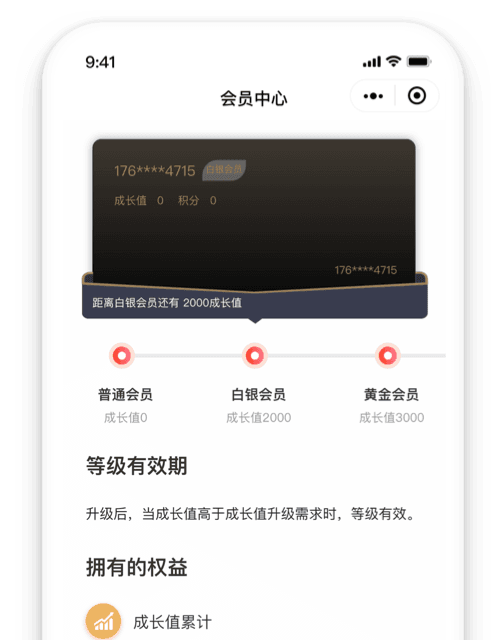 9:41
会员中心
176****4715 白银会员
成长值 0 积分 0
176****4715
距离白银会员还有 2000成长值
普通会员 白银会员 黄金会员
成长值0 成长值2000 成长值3000
等级有效期
升级后，当成长值高于成长值升级需求时，等级有效。
拥有的权益
成长值累计